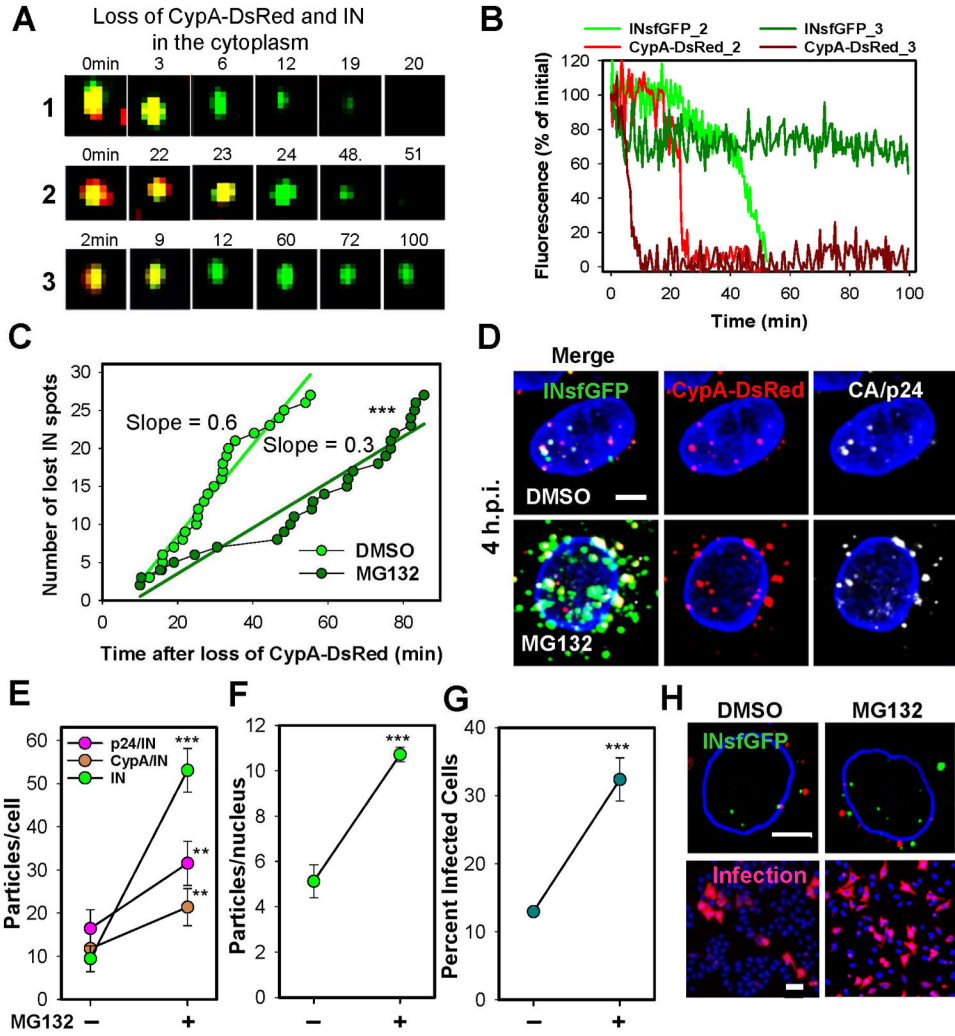 A
Loss of CypA-DsRed and IN
in the cytoplasm
0min 3 6 12 19 20
1
0min 22 23 24 48. 51
2
2min 9 12 60 72 100
3
B
INsfGFP_2 INsfGFP_3
CypA-DsRed_2 CypA-DsRed_3
Fluorescence (% of initial)
120
100
80
60
40
20
0
0 20 40 60 80 100
Time (min)
C
Number of lost IN spots
30
25
20
15
10
5
0
Slope = 0.6
Slope = 0.3
***
DMSO
MG132
20 40 60 80
Time after loss of CypA-DsRed (min)
D
Merge
INsfGFP CypA-DsRed CA/p24
DMSO
MG132
4 h.p.i.
E
Particles/cell
60
50
40
30
20
10
0
p24/IN
CypA/IN
IN
***
**
**
MG132 – +
F
Particles/nucleus
12
10
8
6
4
2
0
***
– +
G
Percent Infected Cells
40
30
20
10
0
***
– +
H
DMSO MG132
INsfGFP
Infection